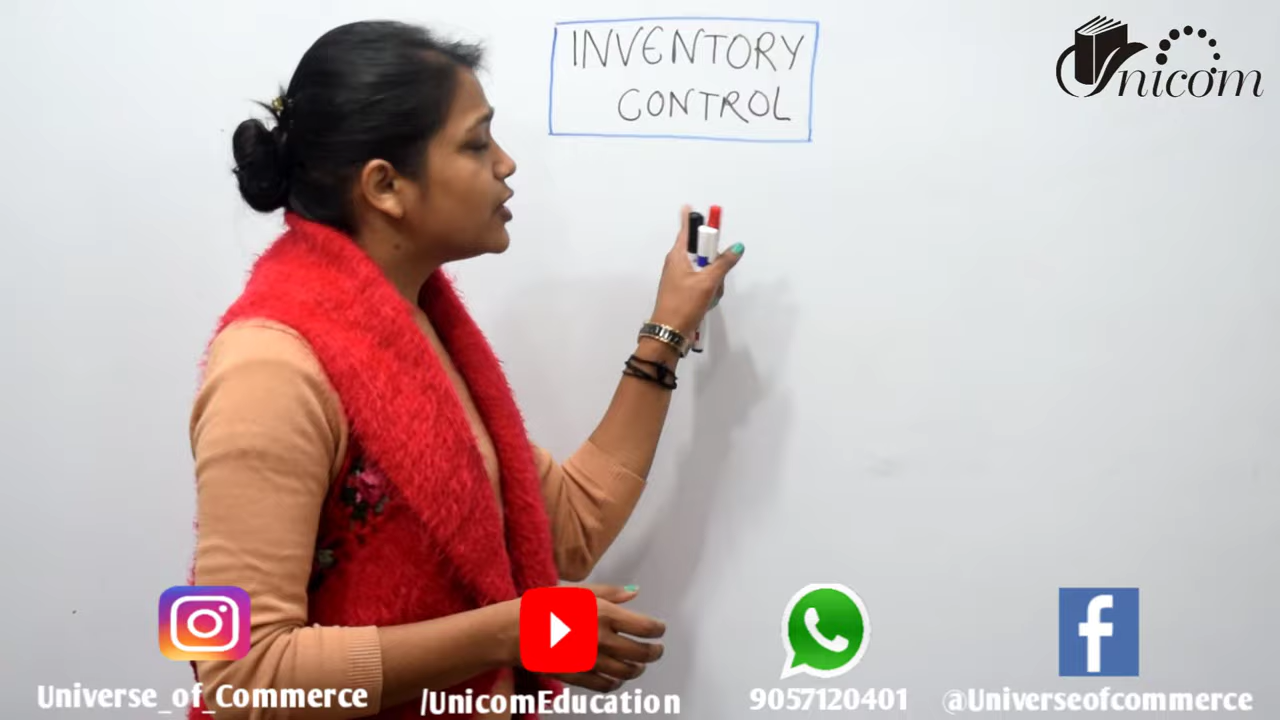 INVENTORY
CONTROL
Unicom
Universe_of_Commerce
/UnicomEducation
9057120401
@Universeofcommerce